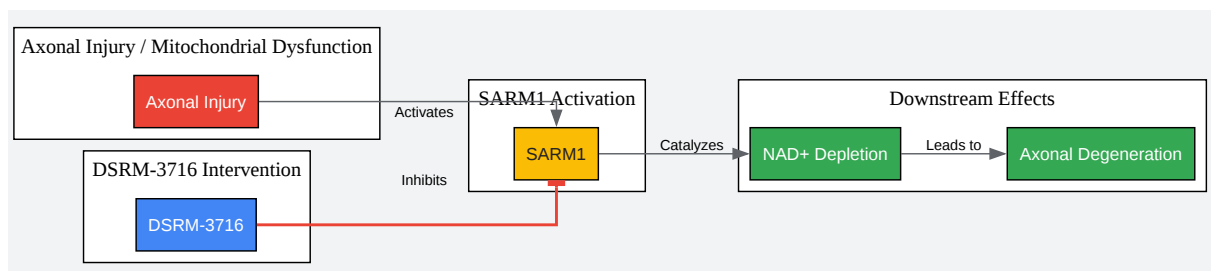 Axonal Injury / Mitochondrial Dysfunction
Axonal Injury
Activates
DSRM-3716 Intervention
DSRM-3716
Inhibits
SARM1 Activation
SARM1
Catalyzes
Downstream Effects
NAD+ Depletion
Leads to
Axonal Degeneration